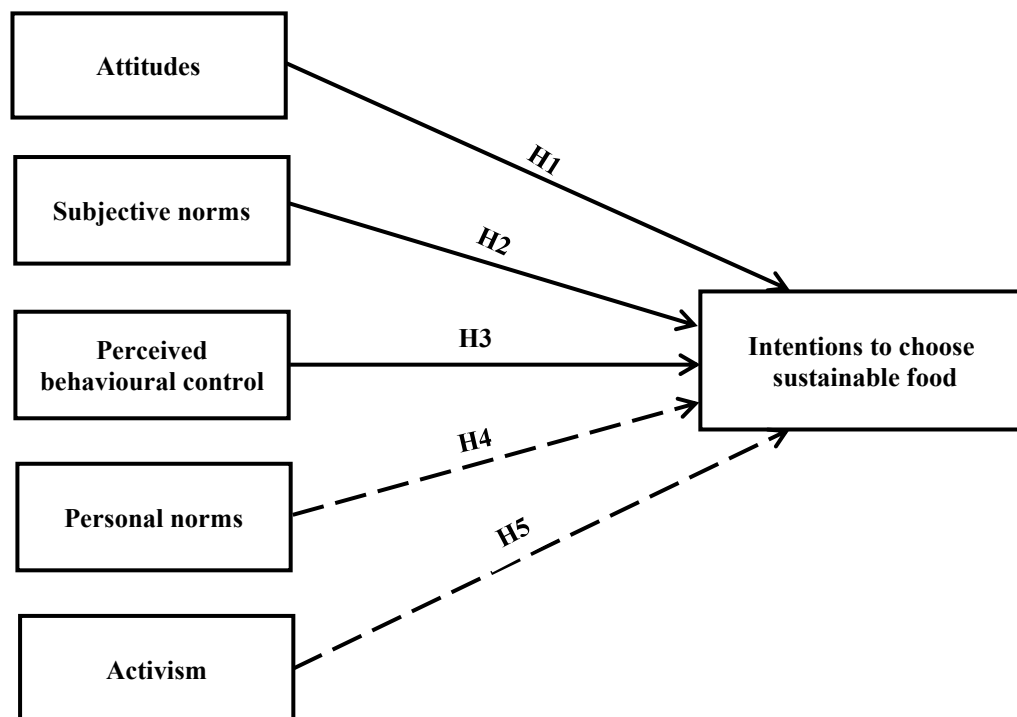 Attitudes
H1
Subjective norms
H2
Perceived
behavioural control
H3
Intentions to choose
sustainable food
Personal norms
H4
Activism
H5